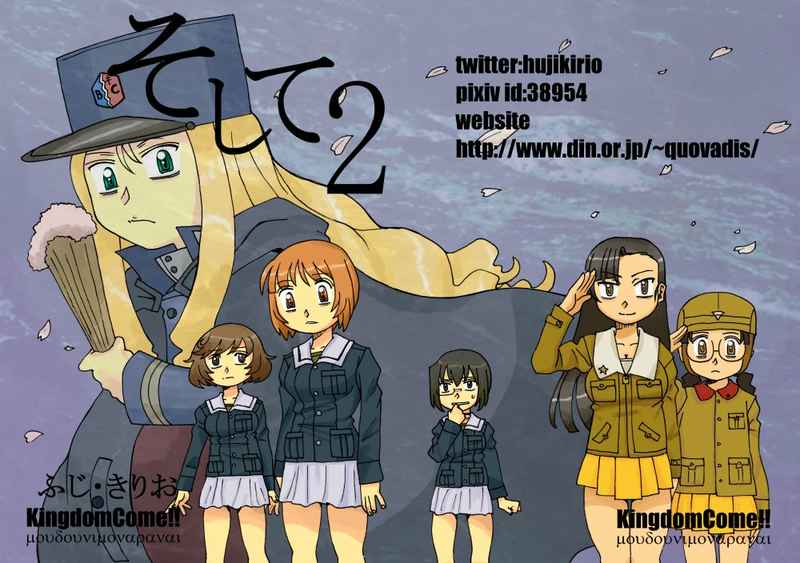 そして2
twitter:hujikirio
pixiv id:38954
website
http://www.din.or.jp/~quovadis/
BC
ふじ・きりお
KingdomCome!!
μουδουνιμοναραναι
KingdomCome!!
μουδουνιμοναραναι